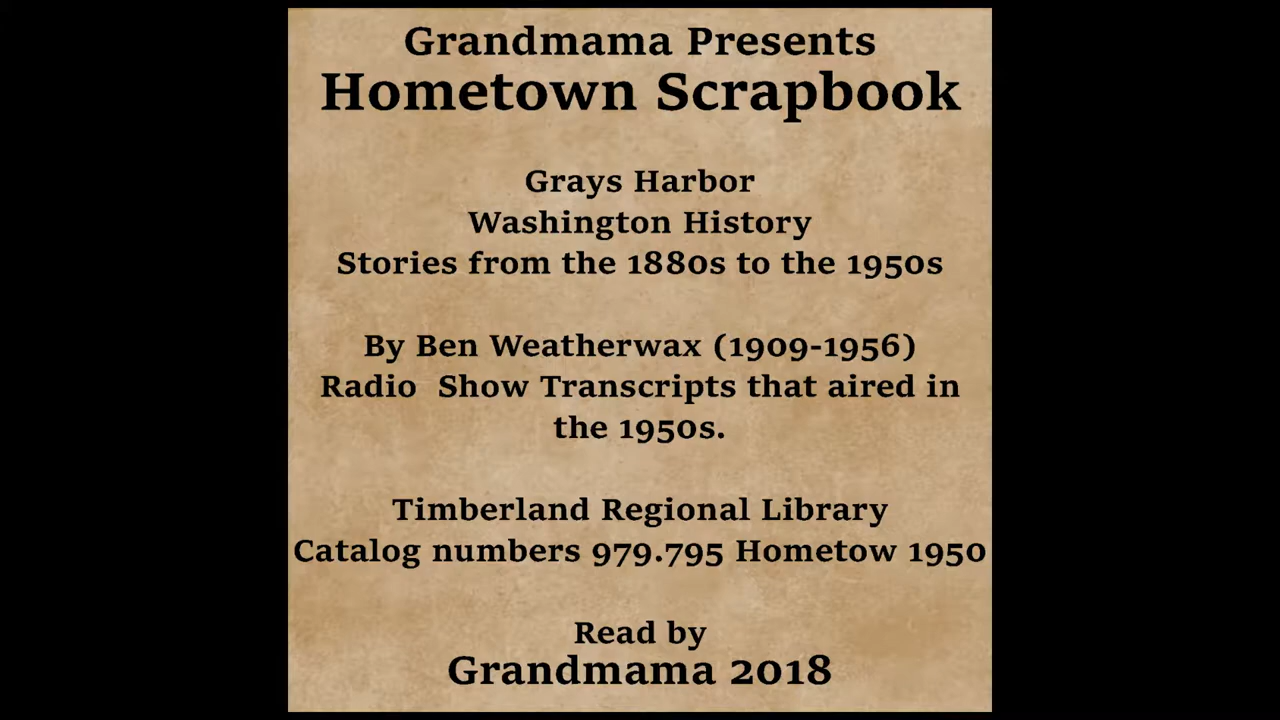 Grandmama Presents
Hometown Scrapbook
Grays Harbor
Washington History
Stories from the 1880s to the 1950s
By Ben Weatherwax (1909-1956)
Radio  Show Transcripts that aired in
the 1950s.
Timberland Regional Library
Catalog numbers 979.795 Hometow 1950
Read by
Grandmama 2018